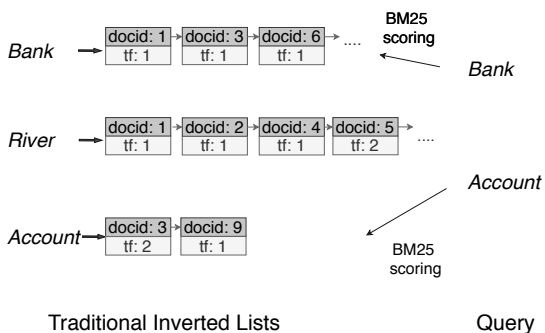 BM25
scoring
Bank
docid: 1 docid: 3 docid: 6 ....
tf: 1 tf: 1 tf: 1
Bank
River
docid: 1 docid: 2 docid: 4 docid: 5 ....
tf: 1 tf: 1 tf: 1 tf: 2
Account
Account
docid: 3 docid: 9
tf: 2 tf: 1
BM25
scoring
Traditional Inverted Lists Query